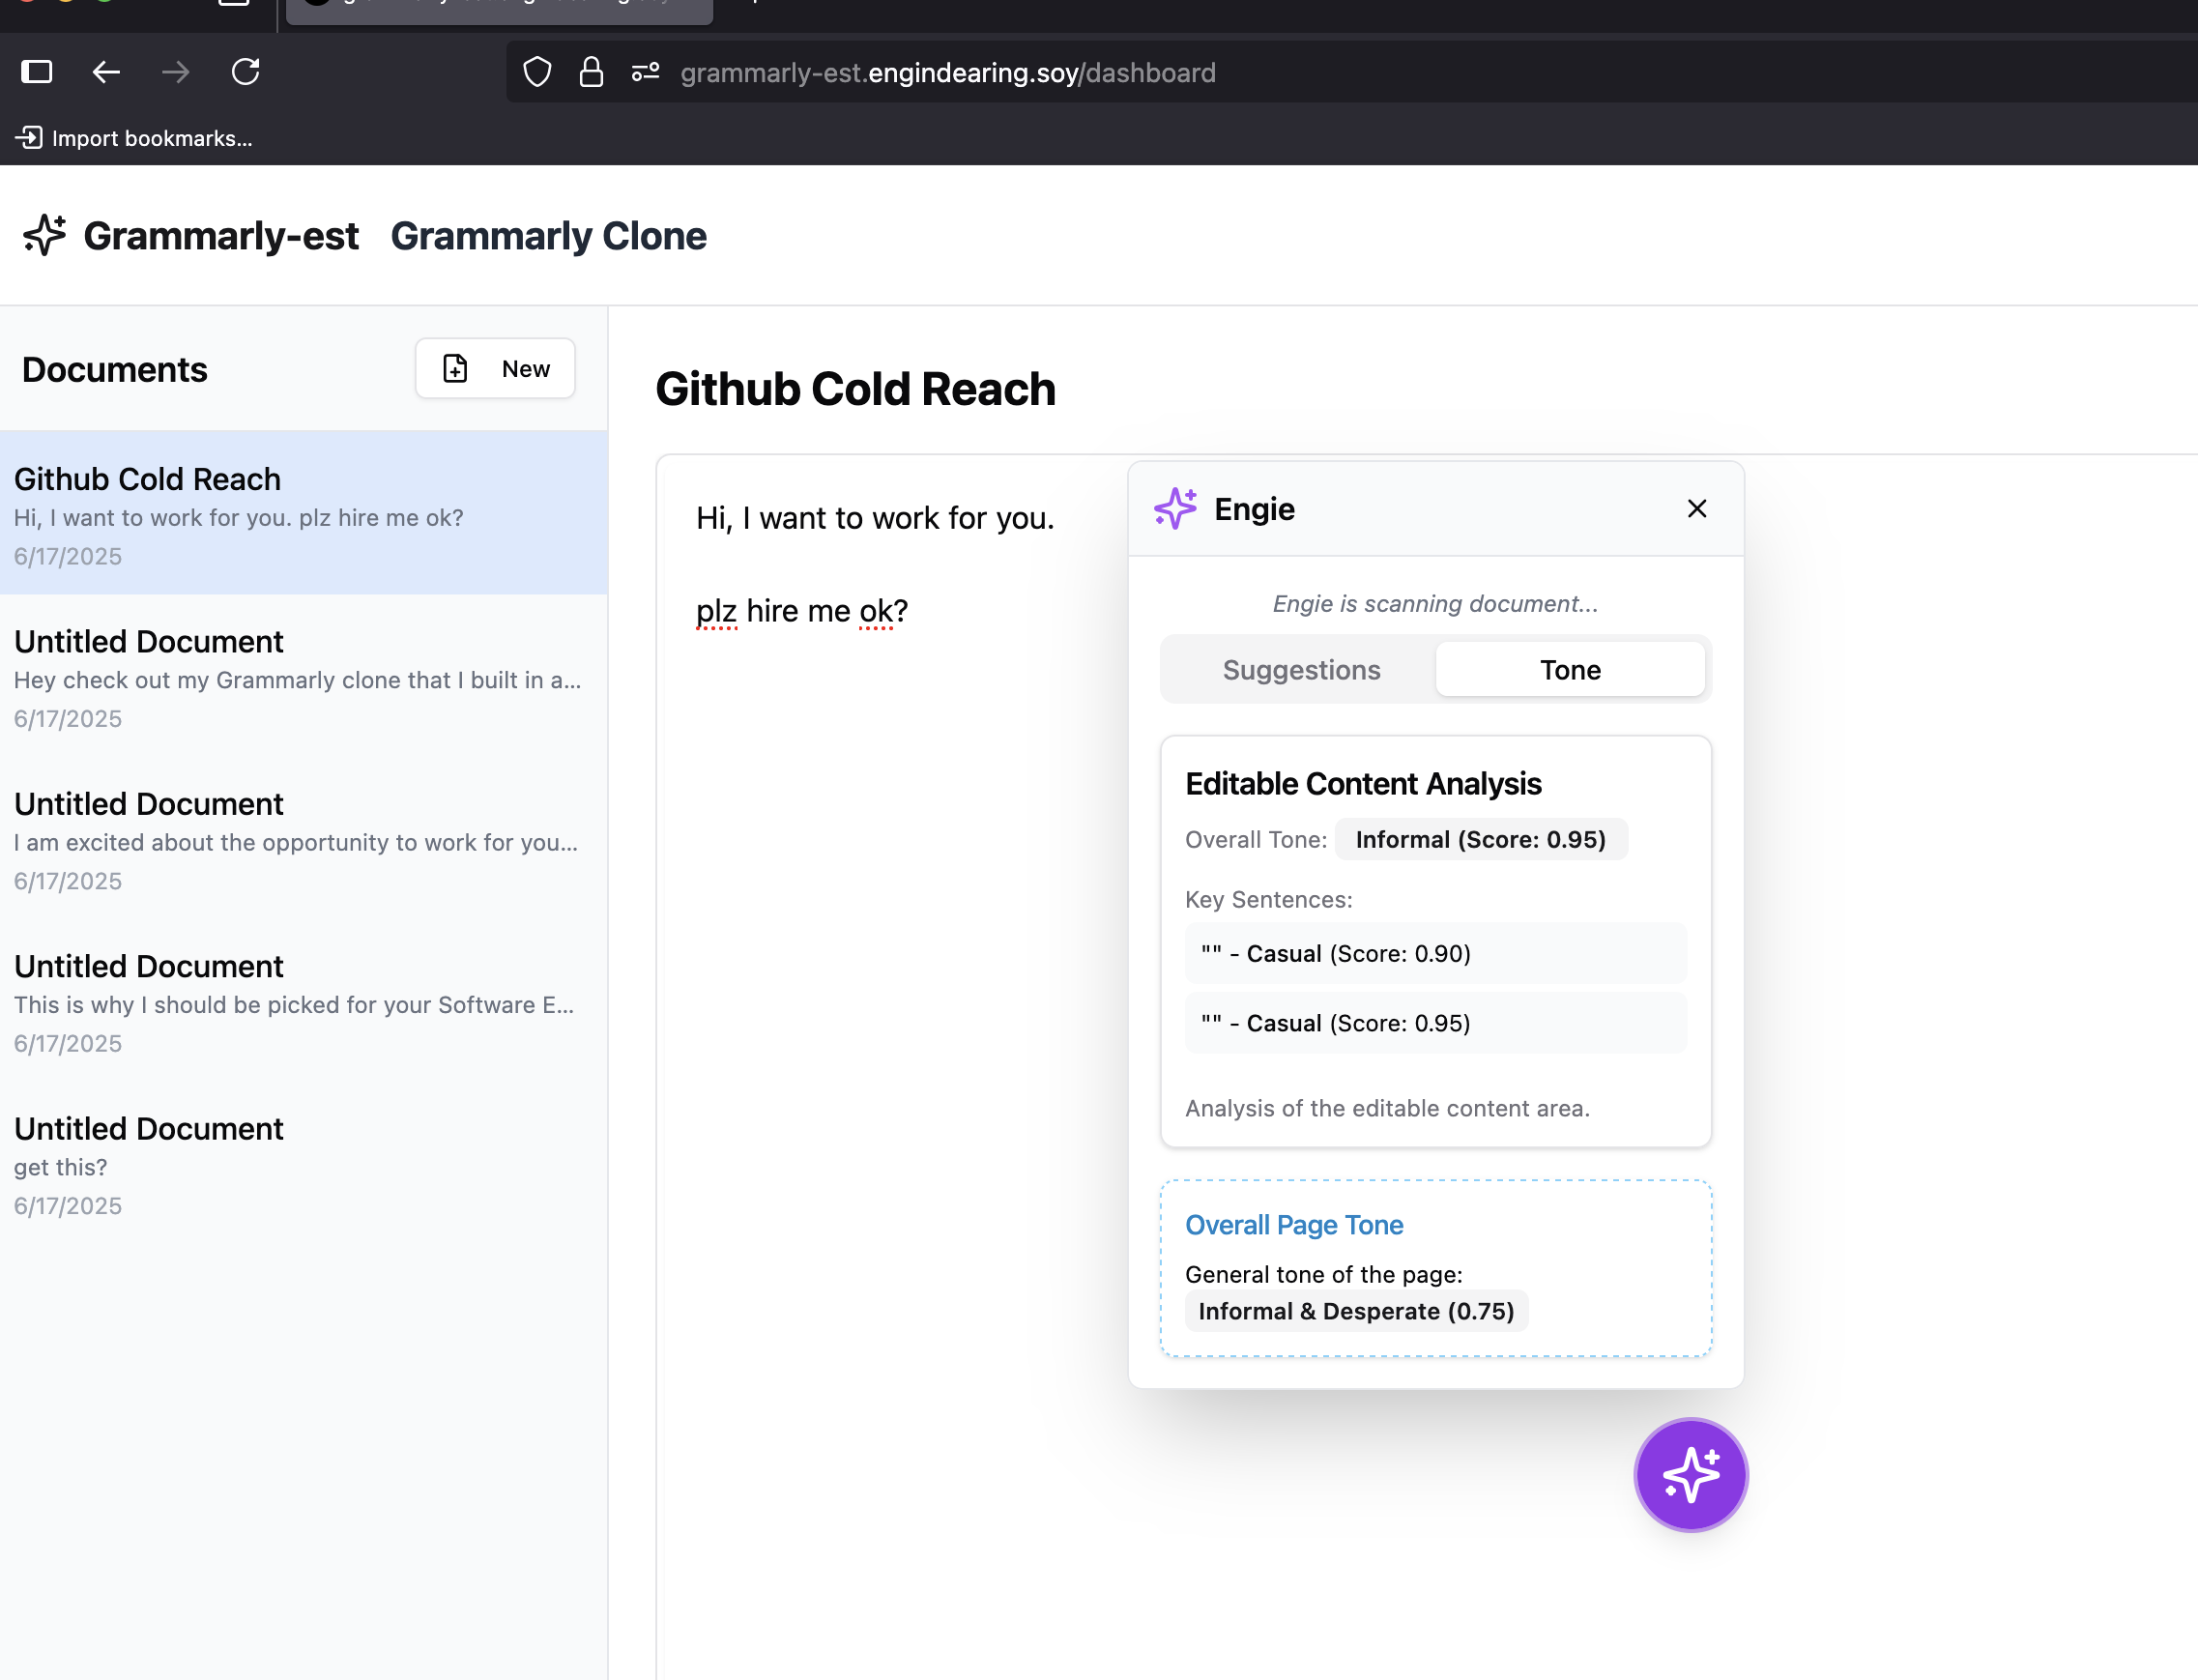 grammarly-est.engindearing.soy/dashboard
Import bookmarks...
Grammarly-est Grammarly Clone
Documents
New
Github Cold Reach
Hi, I want to work for you. plz hire me ok?
6/17/2025
Untitled Document
Hey check out my Grammarly clone that I built in a...
6/17/2025
Untitled Document
I am excited about the opportunity to work for you...
6/17/2025
Untitled Document
This is why I should be picked for your Software E...
6/17/2025
Untitled Document
get this?
6/17/2025
Github Cold Reach
Hi, I want to work for you.
plz hire me ok?
Engie
Engie is scanning document...
Suggestions Tone
Editable Content Analysis
Overall Tone: Informal (Score: 0.95)
Key Sentences:
"" - Casual (Score: 0.90)
"" - Casual (Score: 0.95)
Analysis of the editable content area.
Overall Page Tone
General tone of the page:
Informal & Desperate (0.75)